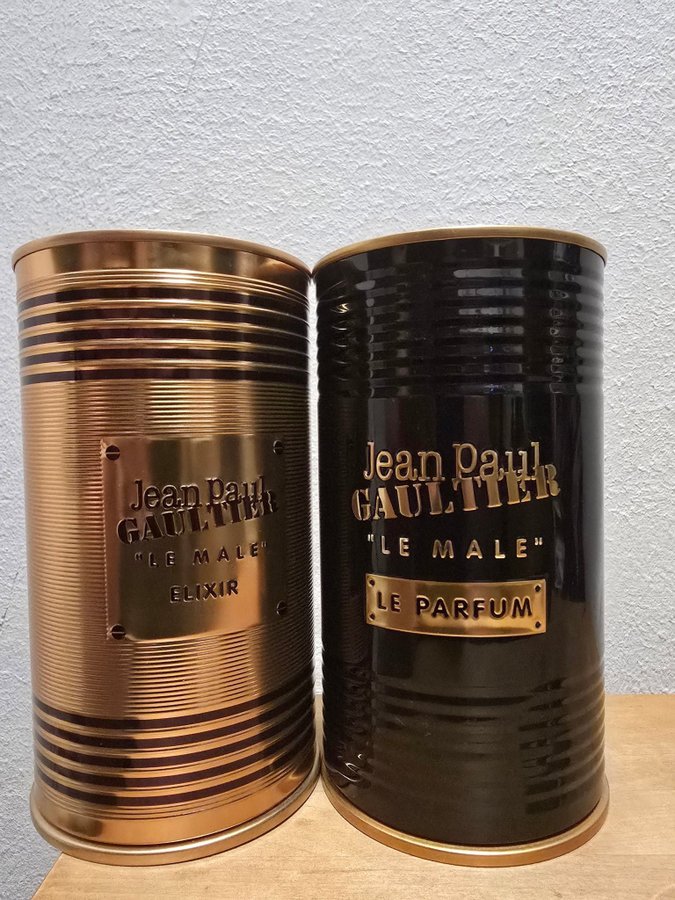 Jean Paul
GAULTIER
"LE MALE"
ELIXIR
Jean Paul
GAULTIER
"LE MALE"
LE PARFUM